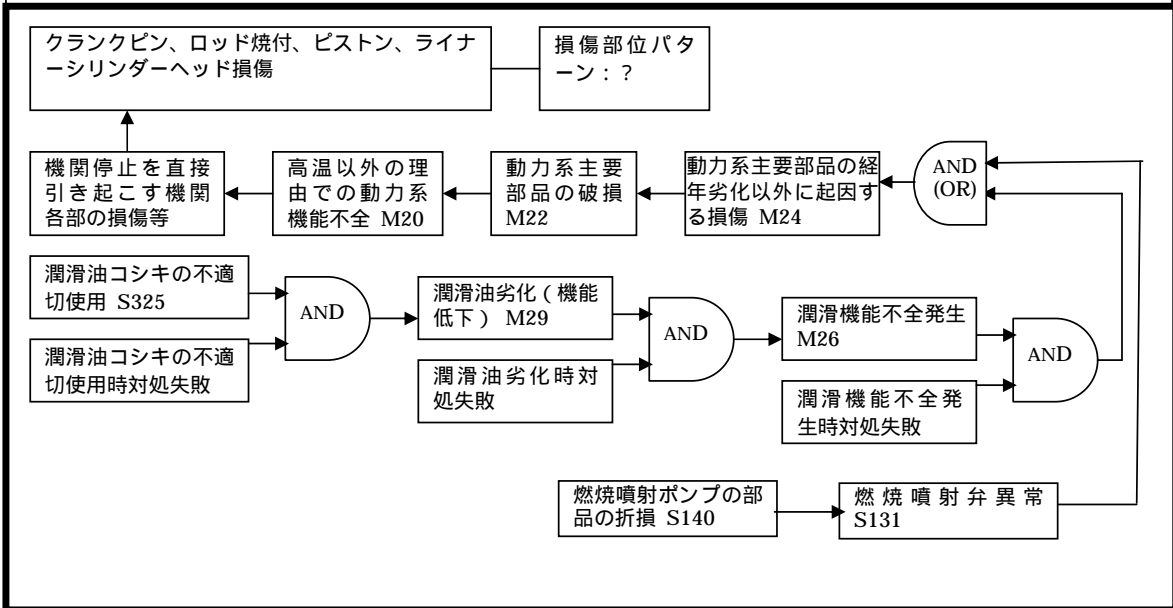 クランクピン、ロッド焼付、ピストン、ライナ
ーシリンダーヘッド損傷
損傷部位パタ
ーン：？
機関停止を直接
引き起こす機関
各部の損傷等
高温以外の理
由での動力系
機能不全 M20
動力系主要
部品の破損
M22
動力系主要部品の経
年劣化以外に起因す
る損傷 M24
AND
(OR)
潤滑油コシキの不適
切使用 S325
潤滑油コシキの不適
切使用時対処失敗
AND
潤滑油劣化（機能
低下） M29
潤滑油劣化時対
処失敗
AND
潤滑機能不全発生
M26
潤滑機能不全発
生時対処失敗
AND
燃焼噴射ポンプの部
品の折損 S140
燃焼噴射弁異常
S131